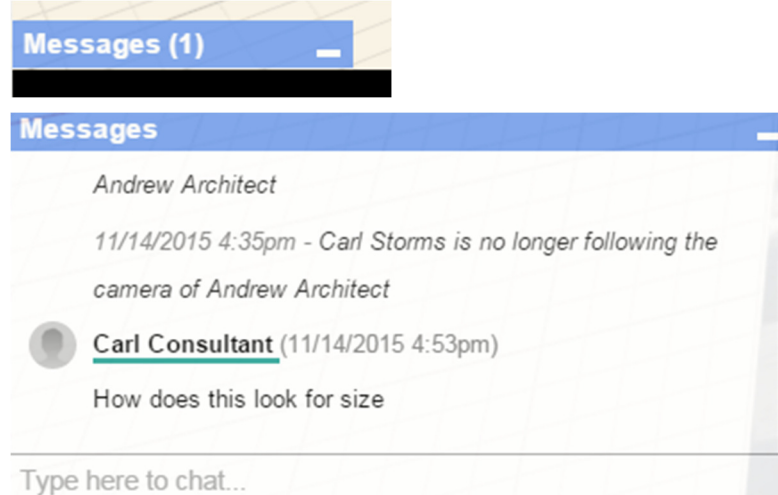 Messages (1)
Messages
Andrew Architect
11/14/2015 4:35pm - Carl Storms is no longer following the
camera of Andrew Architect
Carl Consultant (11/14/2015 4:53pm)
How does this look for size
Type here to chat...